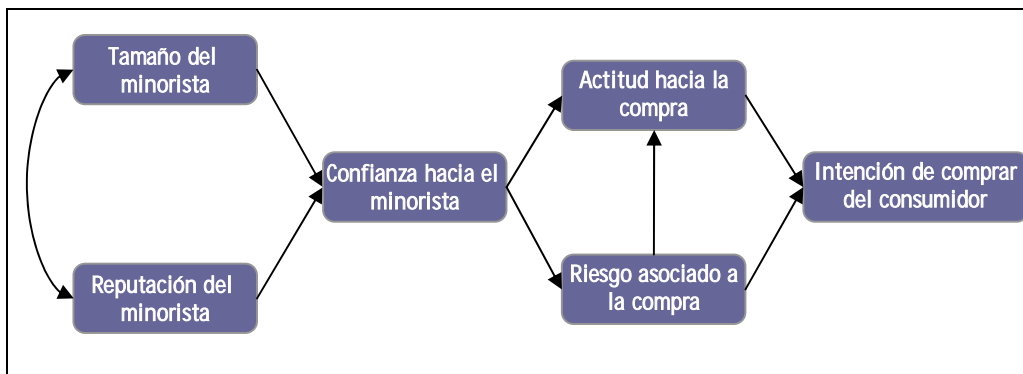 Tamaño del
minorista
Reputación del
minorista
Confianza hacia el
minorista
Actitud hacia la
compra
Riesgo asociado a
la compra
Intención de comprar
del consumidor